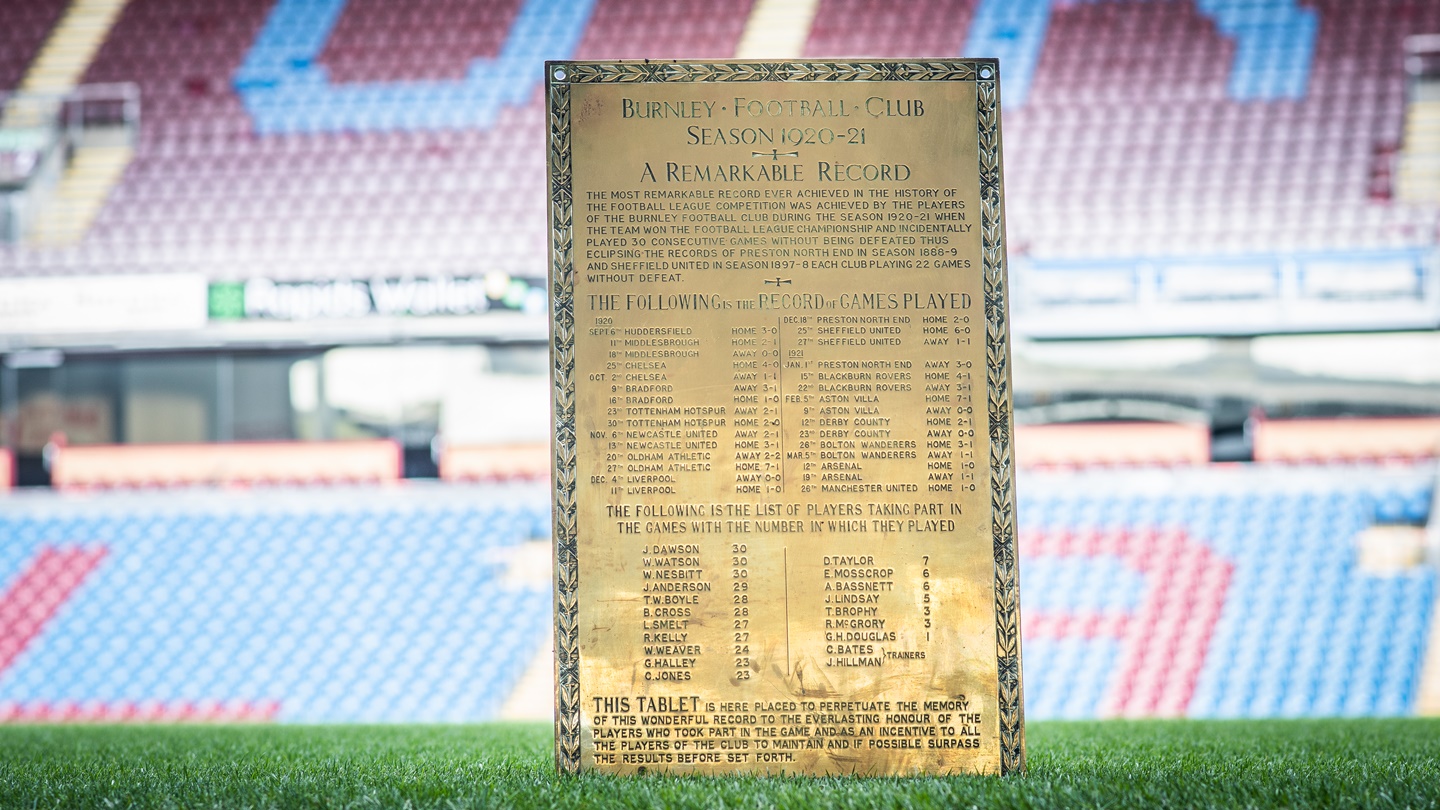 BURNLEY · FOOTBALL · CLUB
SEASON 1920-21
A REMARKABLE RECORD
THE MOST REMARKABLE RECORD EVER ACHIEVED IN THE HISTORY OF
THE FOOTBALL LEAGUE COMPETITION WAS ACHIEVED BY THE PLAYERS
OF THE BURNLEY FOOTBALL CLUB DURING THE SEASON 1920-21 WHEN
THE TEAM WON THE FOOTBALL LEAGUE CHAMPIONSHIP AND INCIDENTALLY
PLAYED 30 CONSECUTIVE GAMES WITHOUT BEING DEFEATED THUS
ECLIPSING THE RECORDS OF PRESTON NORTH END IN SEASON 1888-9
AND SHEFFIELD UNITED IN SEASON 1897-8 EACH CLUB PLAYING 22 GAMES
WITHOUT DEFEAT.
THE FOLLOWING IS THE RECORD OF GAMES PLAYED
1920
SEPT 6TH HUDDERSFIELD HOME 3-0
11TH MIDDLESBROUGH HOME 2-1
18TH MIDDLESBROUGH AWAY 0-0
25TH CHELSEA HOME 4-0
OCT 2ND CHELSEA AWAY 1-1
9TH BRADFORD AWAY 3-1
16TH BRADFORD HOME 1-0
23RD TOTTENHAM HOTSPUR AWAY 2-1
30TH TOTTENHAM HOTSPUR HOME 2-0
NOV. 6TH NEWCASTLE UNITED AWAY 2-1
13TH NEWCASTLE UNITED HOME 3-1
20TH OLDHAM ATHLETIC AWAY 2-2
27TH OLDHAM ATHLETIC HOME 7-1
DEC. 4TH LIVERPOOL AWAY 0-0
11TH LIVERPOOL HOME 1-0
DEC. 18TH PRESTON NORTH END HOME 2-0
25TH SHEFFIELD UNITED HOME 6-0
27TH SHEFFIELD UNITED AWAY 1-1
1921
JAN. 1ST PRESTON NORTH END AWAY 3-0
15TH BLACKBURN ROVERS HOME 4-1
22ND BLACKBURN ROVERS AWAY 3-1
FEB. 5TH ASTON VILLA HOME 7-1
9TH ASTON VILLA AWAY 0-0
12TH DERBY COUNTY HOME 2-1
23RD DERBY COUNTY AWAY 0-0
26TH BOLTON WANDERERS HOME 3-1
MAR. 5TH BOLTON WANDERERS AWAY 1-1
12TH ARSENAL HOME 1-0
19TH ARSENAL AWAY 1-1
26TH MANCHESTER UNITED HOME 1-0
THE FOLLOWING IS THE LIST OF PLAYERS TAKING PART IN
THE GAMES WITH THE NUMBER IN WHICH THEY PLAYED
J. DAWSON 30
W. WATSON 30
W. NESBITT 30
J. ANDERSON 29
T.W. BOYLE 28
B. CROSS 28
L. SMELT 27
R. KELLY 27
W. WEAVER 24
G. HALLEY 23
C. JONES 23
D. TAYLOR 7
E. MOSSCROP 6
A. BASSNETT 6
J. LINDSAY 5
T. BROPHY 3
R. McGRORY 3
G.H. DOUGLAS 1
C. BATES
J. HILLMAN } TRAINERS
THIS TABLET IS HERE PLACED TO PERPETUATE THE MEMORY
OF THIS WONDERFUL RECORD TO THE EVERLASTING HONOUR OF THE
PLAYERS WHO TOOK PART IN THE GAME AND AS AN INCENTIVE TO ALL
THE PLAYERS OF THE CLUB TO MAINTAIN AND IF POSSIBLE SURPASS
THE RESULTS BEFORE SET FORTH.